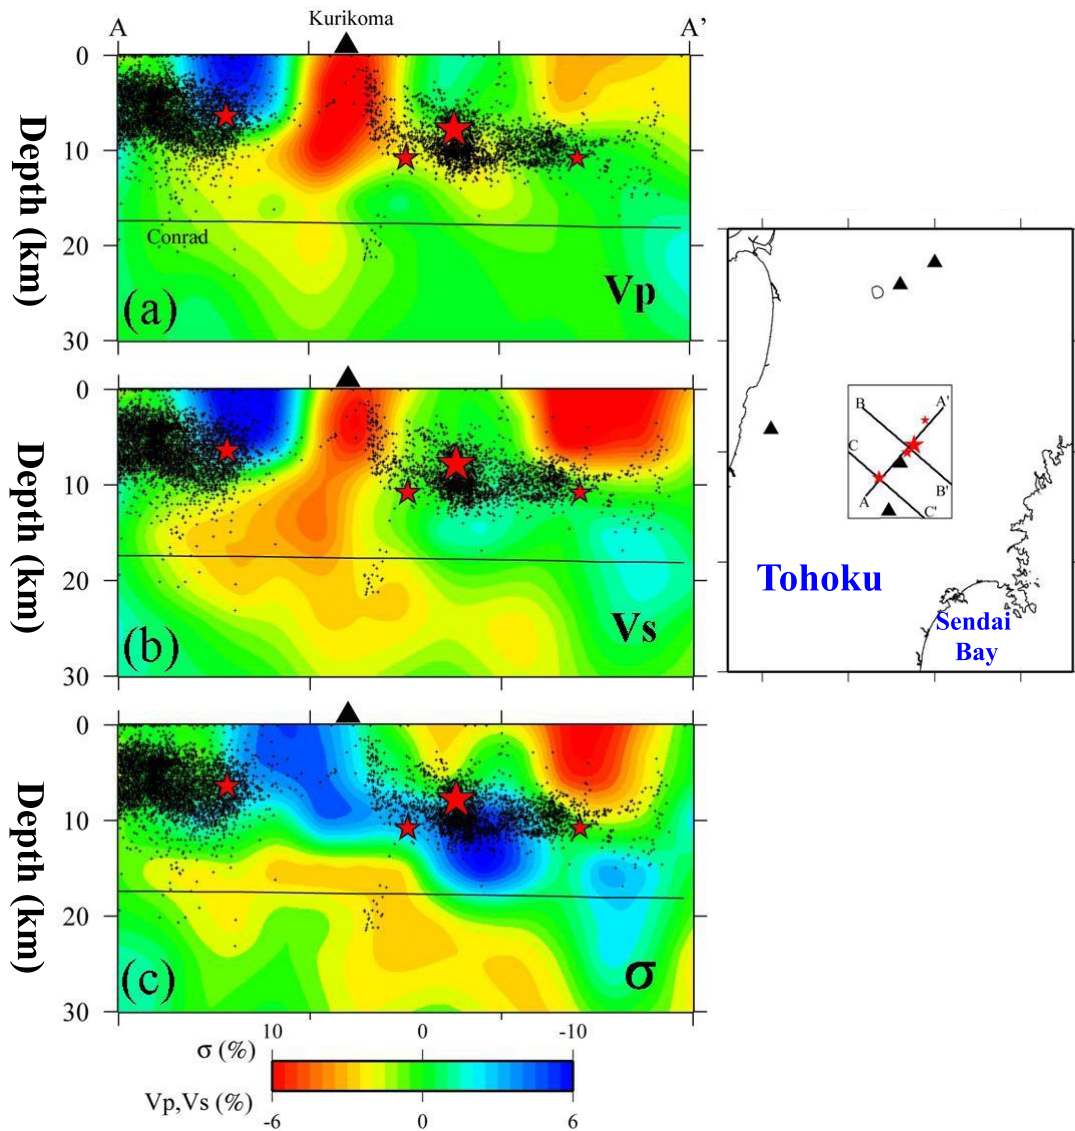 A
Kurikoma
A'
0
10
20
30
Depth (km)
Conrad
(a)
Vp
0
10
20
30
Depth (km)
(b)
Vs
0
10
20
30
Depth (km)
(c)
σ
10
0
-10
σ (%)
Vp,Vs (%)
-6
0
6
B
A'
C
A
B'
C'
Tohoku
Sendai
Bay